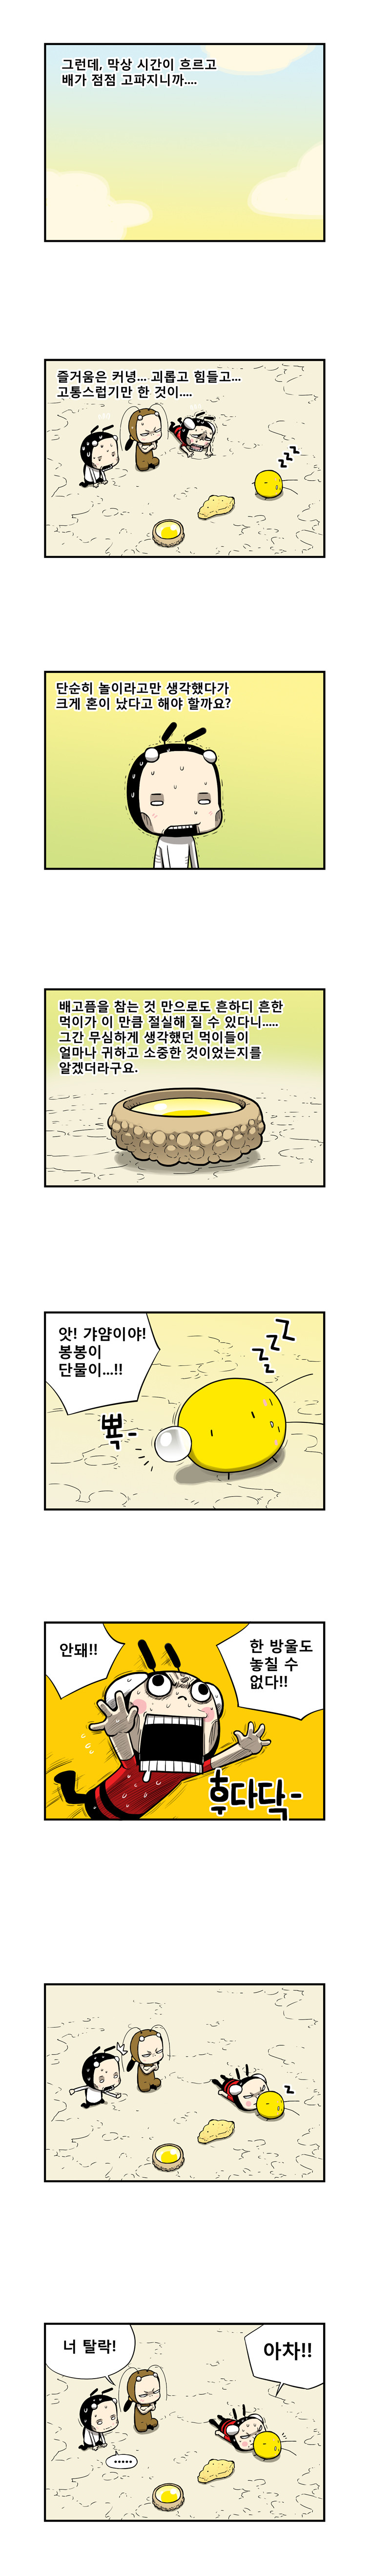 그런데, 막상 시간이 흐르고
배가 점점 고파지니까....
즐거움은 커녕... 괴롭고 힘들고...
고통스럽기만 한 것이....
zzz
단순히 놀이라고만 생각했다가
크게 혼이 났다고 해야 할까요?
배고픔을 참는 것 만으로도 흔하디 흔한
먹이가 이 만큼 절실해 질 수 있다니.....
그간 무심하게 생각했던 먹이들이
얼마나 귀하고 소중한 것이었는지를
알겠더라구요.
앗! 갸얌이야!
봉봉이
단물이...!!
zzz
뽁-
안돼!!
한 방울도
놓칠 수
없다!!
후다닥-
z
너 탈락!
아차!!
.....